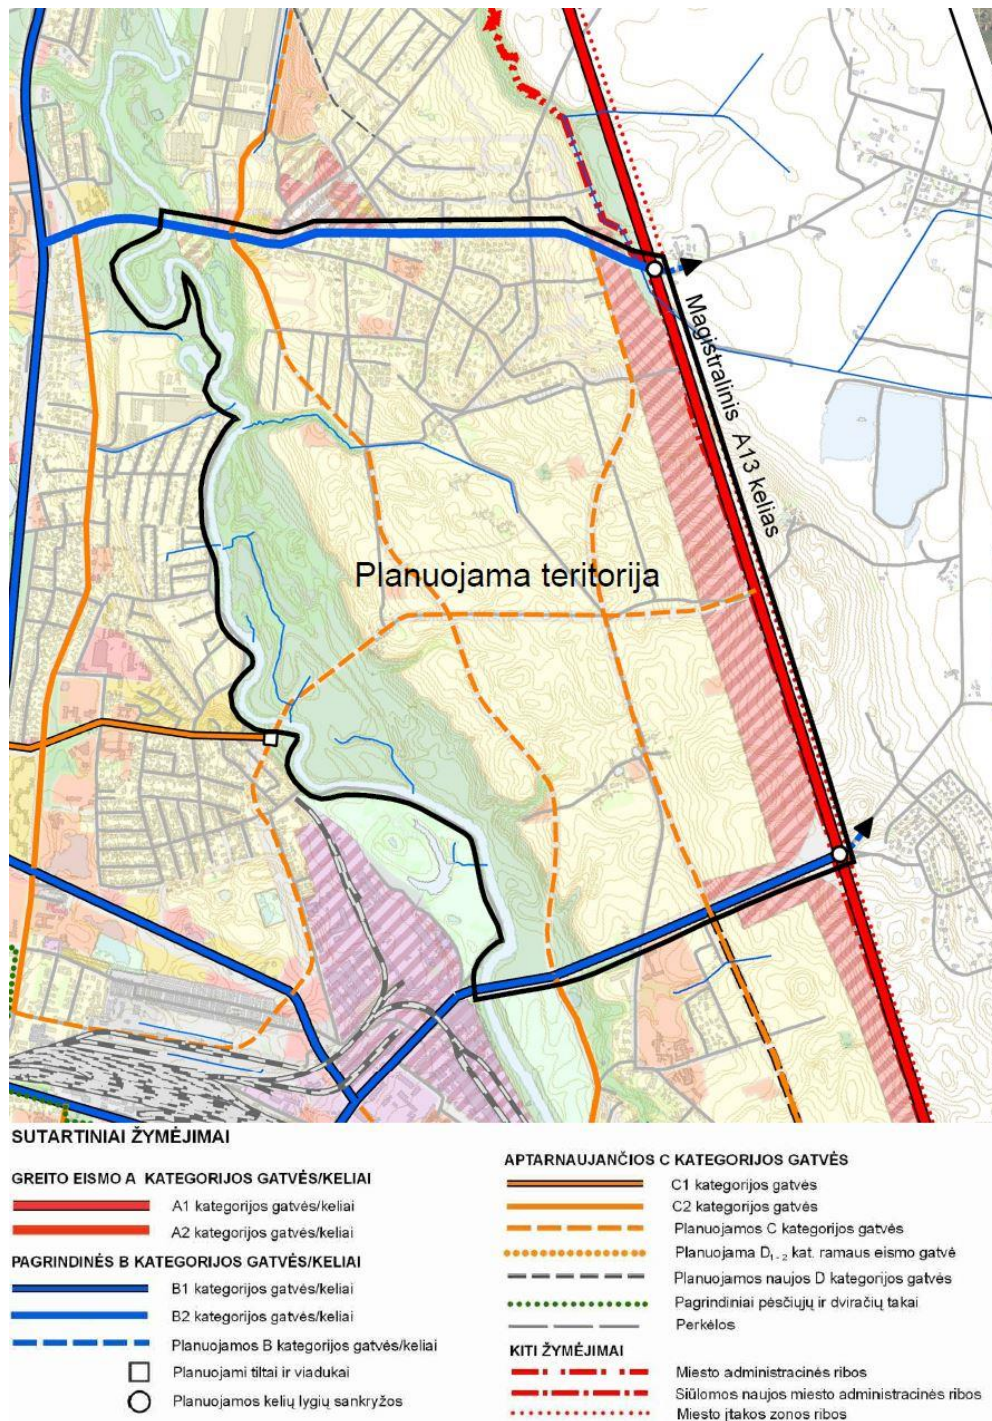 Magistralinis A13 kelias
Planuojama teritorija
SUTARTINIAI ŽYMĖJIMAI
GREITO EISMO A KATEGORIJOS GATVĖS/KELIAI
A1 kategorijos gatvės/keliai
A2 kategorijos gatvės/keliai
PAGRINDINĖS B KATEGORIJOS GATVĖS/KELIAI
B1 kategorijos gatvės/keliai
B2 kategorijos gatvės/keliai
Planuojamos B kategorijos gatvės/keliai
Planuojami tiltai ir viadukai
Planuojamos kelių lygių sankryžos
APTARNAUJANČIOS C KATEGORIJOS GATVĖS
C1 kategorijos gatvės
C2 kategorijos gatvės
Planuojamos C kategorijos gatvės
Planuojama D1-2 kat. ramaus eismo gatvė
Planuojamos naujos D kategorijos gatvės
Pagrindiniai pėsčiųjų ir dviračių takai
Perkėlos
KITI ŽYMĖJIMAI
Miesto administracinės ribos
Siūlomos naujos miesto administracinės ribos
Miesto įtakos zonos ribos